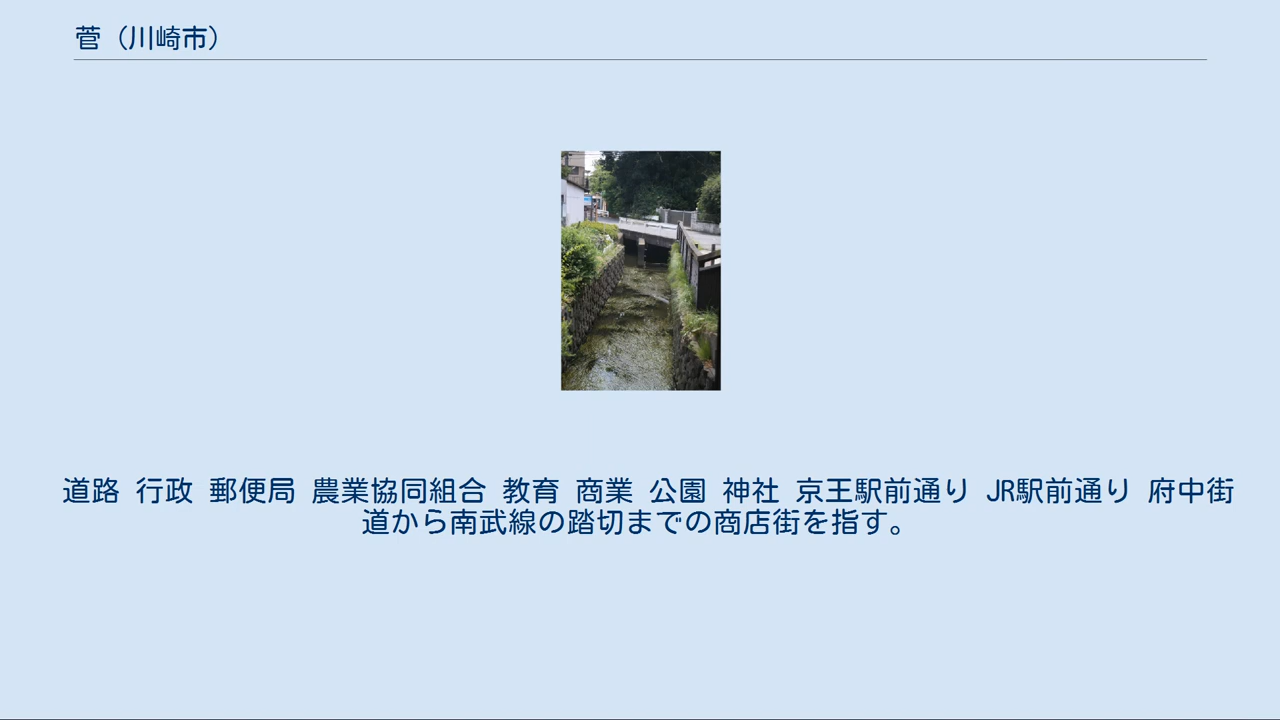 菅（川崎市）
道路 行政 郵便局 農業協同組合 教育 商業 公園 神社 京王駅前通り JR駅前通り 府中街
道から南武線の踏切までの商店街を指す。